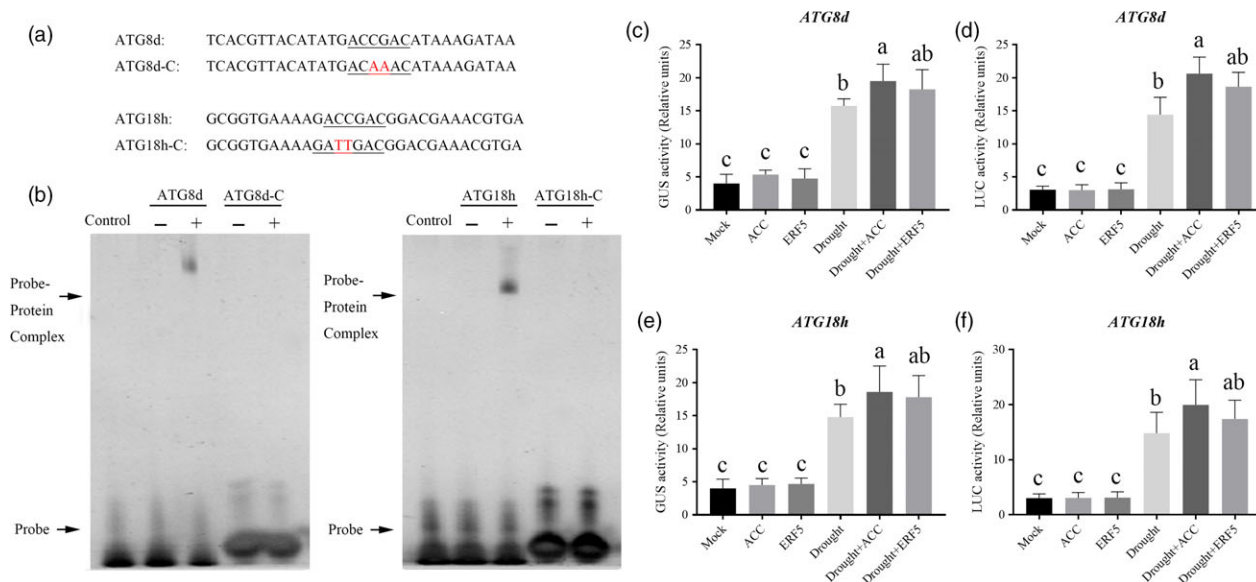 (a)
ATG8d: TCACGTTACATATGACCGACATAAAGATAA
ATG8d-C: TCACGTTACATATGACAAACATAAAGATAA
ATG18h: GCGGTGAAAAGACCGACGGACGAAACGTGA
ATG18h-C: GCGGTGAAAAGATTGACGGACGAAACGTGA
(b)
ATG8d ATG8d-C
Control − + − +
Probe-
Protein
Complex
Probe
ATG18h ATG18h-C
Control − + − +
Probe-
Protein
Complex
Probe
(c)
ATG8d
GUS activity (Relative units)
25
20
15
10
5
0
c c c b a ab
Mock ACC ERF5 Drought Drought+ACC Drought+ERF5
(d)
ATG8d
LUC activity (Relative units)
25
20
15
10
5
0
c c c b a ab
Mock ACC ERF5 Drought Drought+ACC Drought+ERF5
(e)
ATG18h
GUS activity (Relative units)
25
20
15
10
5
0
c c c b a ab
Mock ACC ERF5 Drought Drought+ACC Drought+ERF5
(f)
ATG18h
LUC activity (Relative units)
30
20
10
0
c c c b a ab
Mock ACC ERF5 Drought Drought+ACC Drought+ERF5